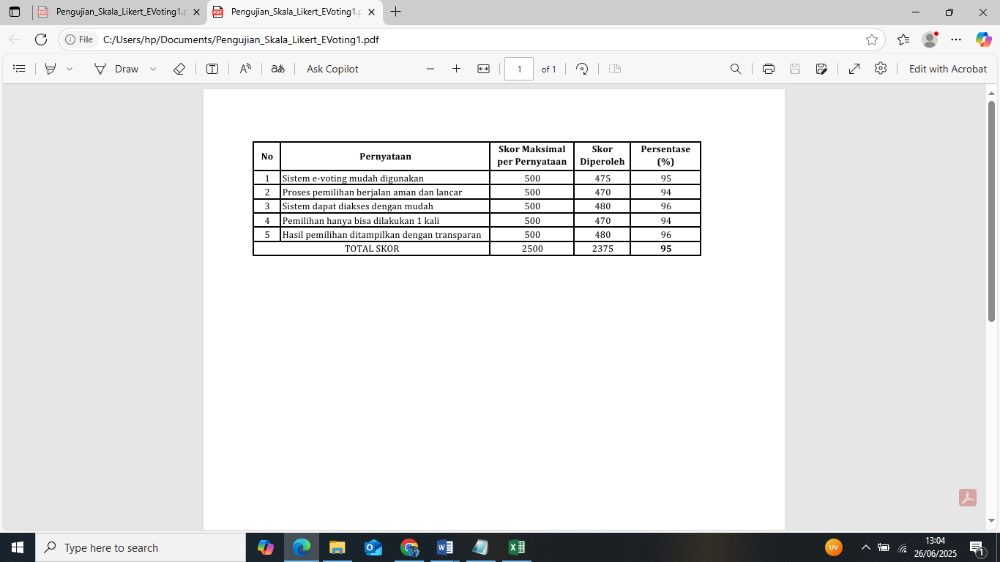 Pengujian_Skala_Likert_EVoting1.p
Pengujian_Skala_Likert_EVoting1.p
File C:/Users/hp/Documents/Pengujian_Skala_Likert_EVoting1.pdf
Draw Ask Copilot 1 of 1 Edit with Acrobat
No Pernyataan Skor Maksimal per Pernyataan Skor Diperoleh Persentase (%)
1 Sistem e-voting mudah digunakan 500 475 95
2 Proses pemilihan berjalan aman dan lancar 500 470 94
3 Sistem dapat diakses dengan mudah 500 480 96
4 Pemilihan hanya bisa dilakukan 1 kali 500 470 94
5 Hasil pemilihan ditampilkan dengan transparan 500 480 96
TOTAL SKOR 2500 2375 95
Type here to search
UV
13:04
26/06/2025
1